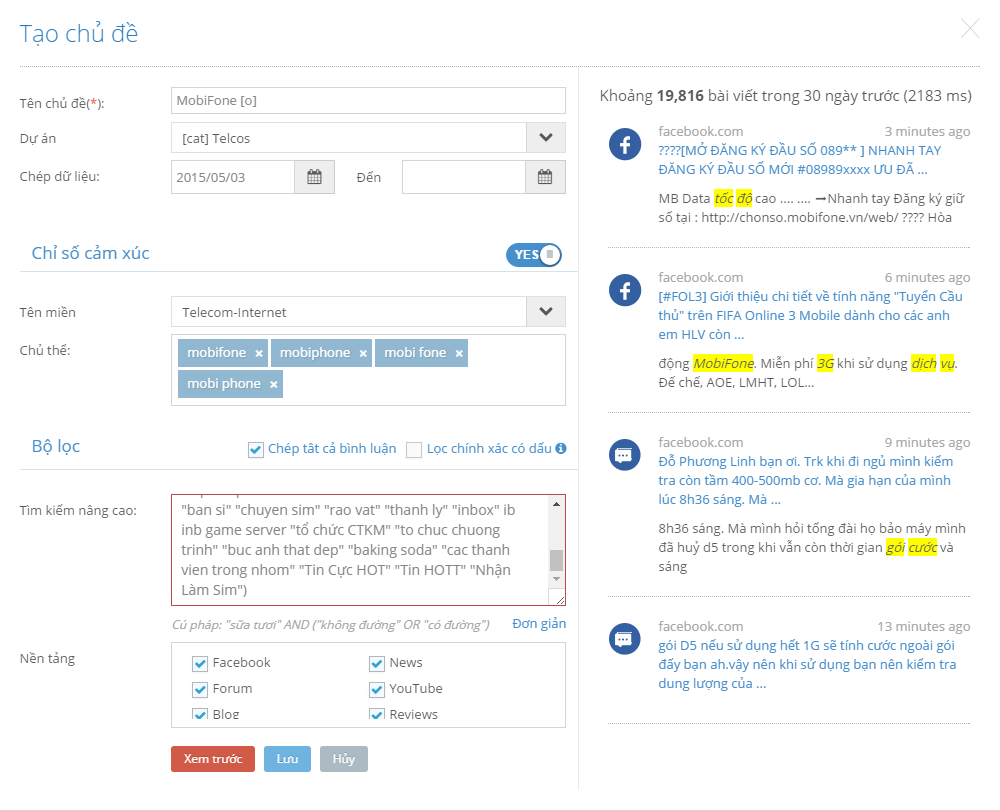 Tạo chủ đề
Tên chủ đề(*):
MobiFone [o]
Dự án
[cat] Telcos
Chép dữ liệu:
2015/05/03
Đến
Chỉ số cảm xúc
YES
Tên miền
Telecom-Internet
Chủ thể:
mobifone ×
mobiphone ×
mobi fone ×
mobi phone ×
Bộ lọc
Chép tât cả bình luận
Lọc chính xác có dấu
Tìm kiếm nâng cao:
"ban si" "chuyen sim" "rao vat" "thanh ly" "inbox" ib
inb game server "tổ chức CTKM" "to chuc chuong
trinh" "buc anh that dep" "baking soda" "cac thanh
vien trong nhom" "Tin Cực HOT" "Tin HOTT" "Nhận
Làm Sim")
Cú pháp: "sữa tươi" AND ("không đường" OR "có đường")
Đơn giản
Nền tảng
Facebook
News
Forum
YouTube
Blog
Reviews
Xem trước
Lưu
Hủy
Khoảng 19,816 bài viết trong 30 ngày trước (2183 ms)
facebook.com
3 minutes ago
????[MỞ ĐĂNG KÝ ĐẦU SỐ 089** ] NHANH TAY
ĐĂNG KÝ ĐẦU SỐ MỚI #08989xxxx ƯU ĐÃ ...
MB Data tốc độ cao .... .... ➞Nhanh tay Đăng ký giữ
số tại : http://chonso.mobifone.vn/web/ ???? Hòa
facebook.com
6 minutes ago
[#FOL3] Giới thiệu chi tiết về tính năng "Tuyển Cầu
thủ" trên FIFA Online 3 Mobile dành cho các anh
em HLV còn ...
động MobiFone. Miễn phí 3G khi sử dụng dịch vụ.
Đế chế, AOE, LMHT, LOL...
facebook.com
9 minutes ago
Đỗ Phương Linh bạn ơi. Trk khi đi ngủ mình kiểm
tra còn tầm 400-500mb cơ. Mà gia hạn của mình
lúc 8h36 sáng. Mà ...
8h36 sáng. Mà mình hỏi tổng đài họ bảo máy mình
đã huỷ d5 trong khi vẫn còn thời gian gói cước và
sáng
facebook.com
13 minutes ago
gói D5 nếu sử dụng hết 1G sẽ tính cước ngoài gói
đấy bạn ah.vậy nên khi sử dụng bạn nên kiểm tra
dung lượng của ...